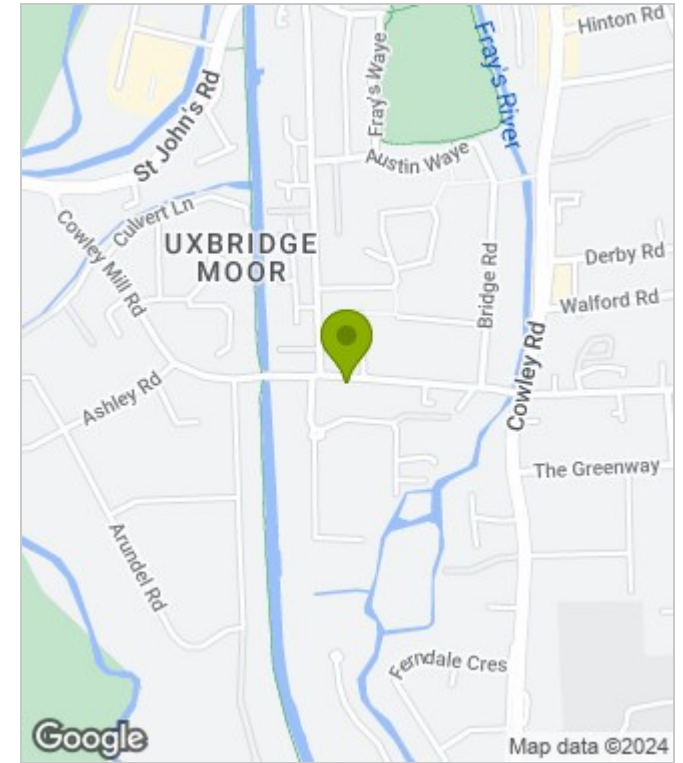 Hinton Rd
Fray's River
Fray's Waye
St John's Rd
Austin Waye
Culvert Ln
Cowley Mill Rd
UXBRIDGE
MOOR
Bridge Rd
Derby Rd
Walford Rd
Cowley Rd
Ashley Rd
The Greenway
Arundel Rd
Ferndale Cres
Google
Map data ©2024